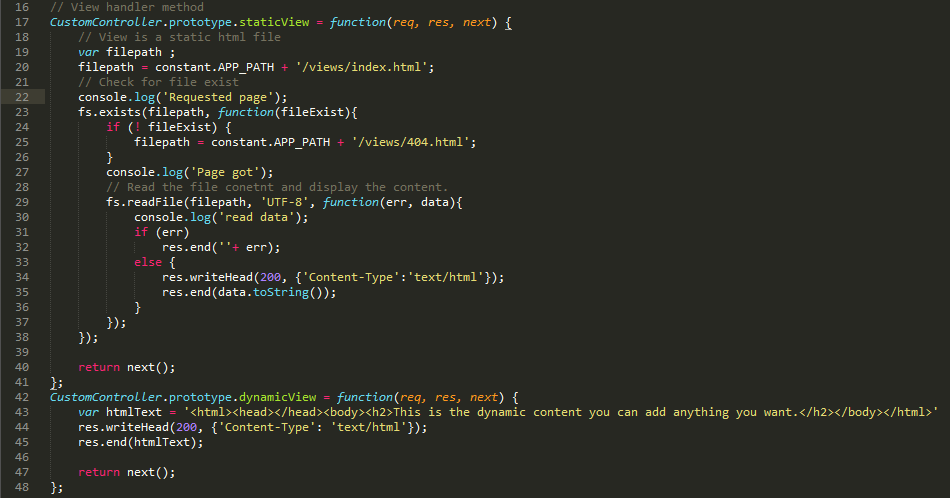 16 // View handler method
17 CustomController.prototype.staticView = function(req, res, next) {
18 // View is a static html file
19 var filepath ;
20 filepath = constant.APP_PATH + '/views/index.html';
21 // Check for file exist
22 console.log('Requested page');
23 fs.exists(filepath, function(fileExist){
24 if (! fileExist) {
25 filepath = constant.APP_PATH + '/views/404.html';
26 }
27 console.log('Page got');
28 // Read the file conetnt and display the content.
29 fs.readFile(filepath, 'UTF-8', function(err, data){
30 console.log('read data');
31 if (err)
32 res.end(''+ err);
33 else {
34 res.writeHead(200, {'Content-Type':'text/html'});
35 res.end(data.toString());
36 }
37 });
38 });
39
40 return next();
41 };
42 CustomController.prototype.dynamicView = function(req, res, next) {
43 var htmlText = '<html><head></head><body><h2>This is the dynamic content you can add anything you want.</h2></body></html>'
44 res.writeHead(200, {'Content-Type': 'text/html'});
45 res.end(htmlText);
46
47 return next();
48 };